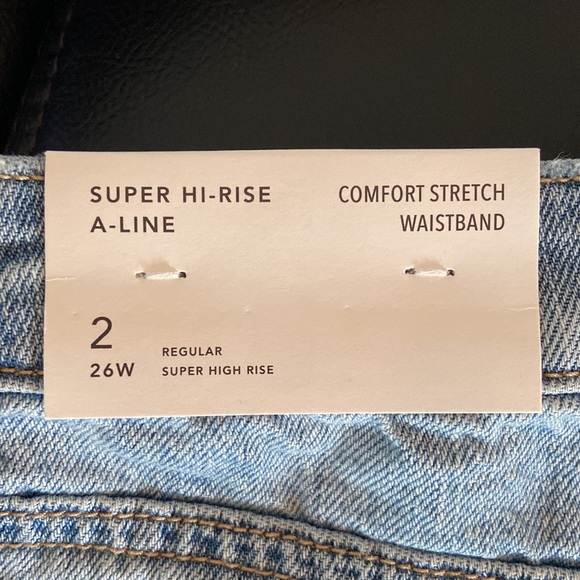 SUPER HI-RISE
A-LINE
COMFORT STRETCH
WAISTBAND
2
26W
REGULAR
SUPER HIGH RISE